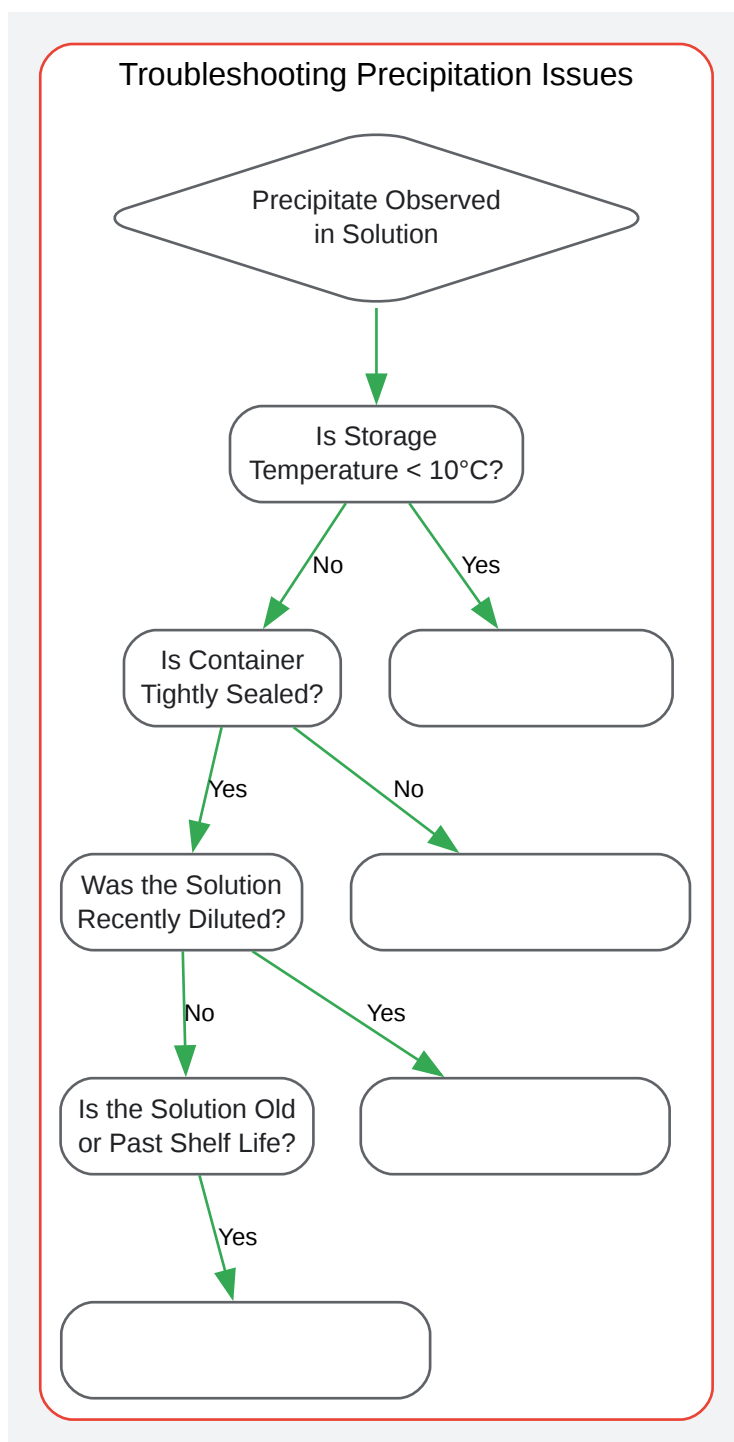 Troubleshooting Precipitation Issues
Precipitate Observed
in Solution
Is Storage
Temperature < 10°C?
No
Yes
Is Container
Tightly Sealed?
Yes
No
Was the Solution
Recently Diluted?
No
Yes
Is the Solution Old
or Past Shelf Life?
Yes